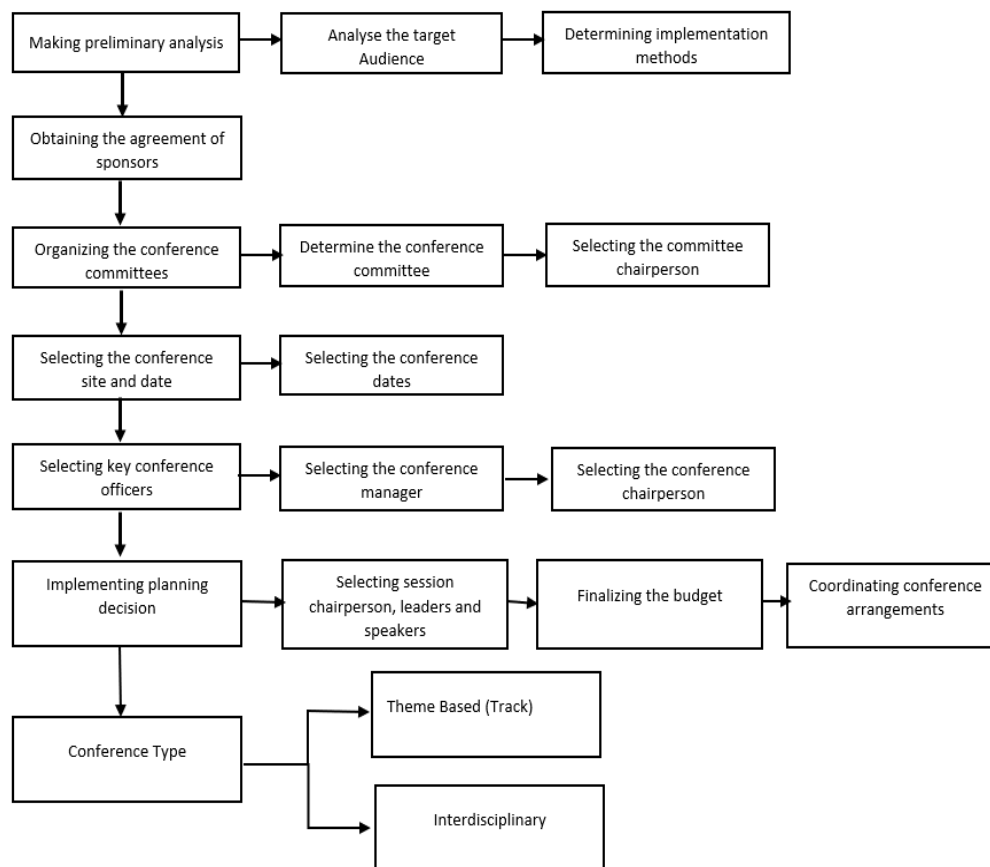 Making preliminary analysis
Analyse the target
Audience
Determining implementation
methods
Obtaining the agreement of
sponsors
Organizing the conference
committees
Determine the conference
committee
Selecting the committee
chairperson
Selecting the conference
site and date
Selecting the conference
dates
Selecting key conference
officers
Selecting the conference
manager
Selecting the conference
chairperson
Implementing planning
decision
Selecting session
chairperson, leaders and
speakers
Finalizing the budget
Coordinating conference
arrangements
Conference Type
Theme Based (Track)
Interdisciplinary